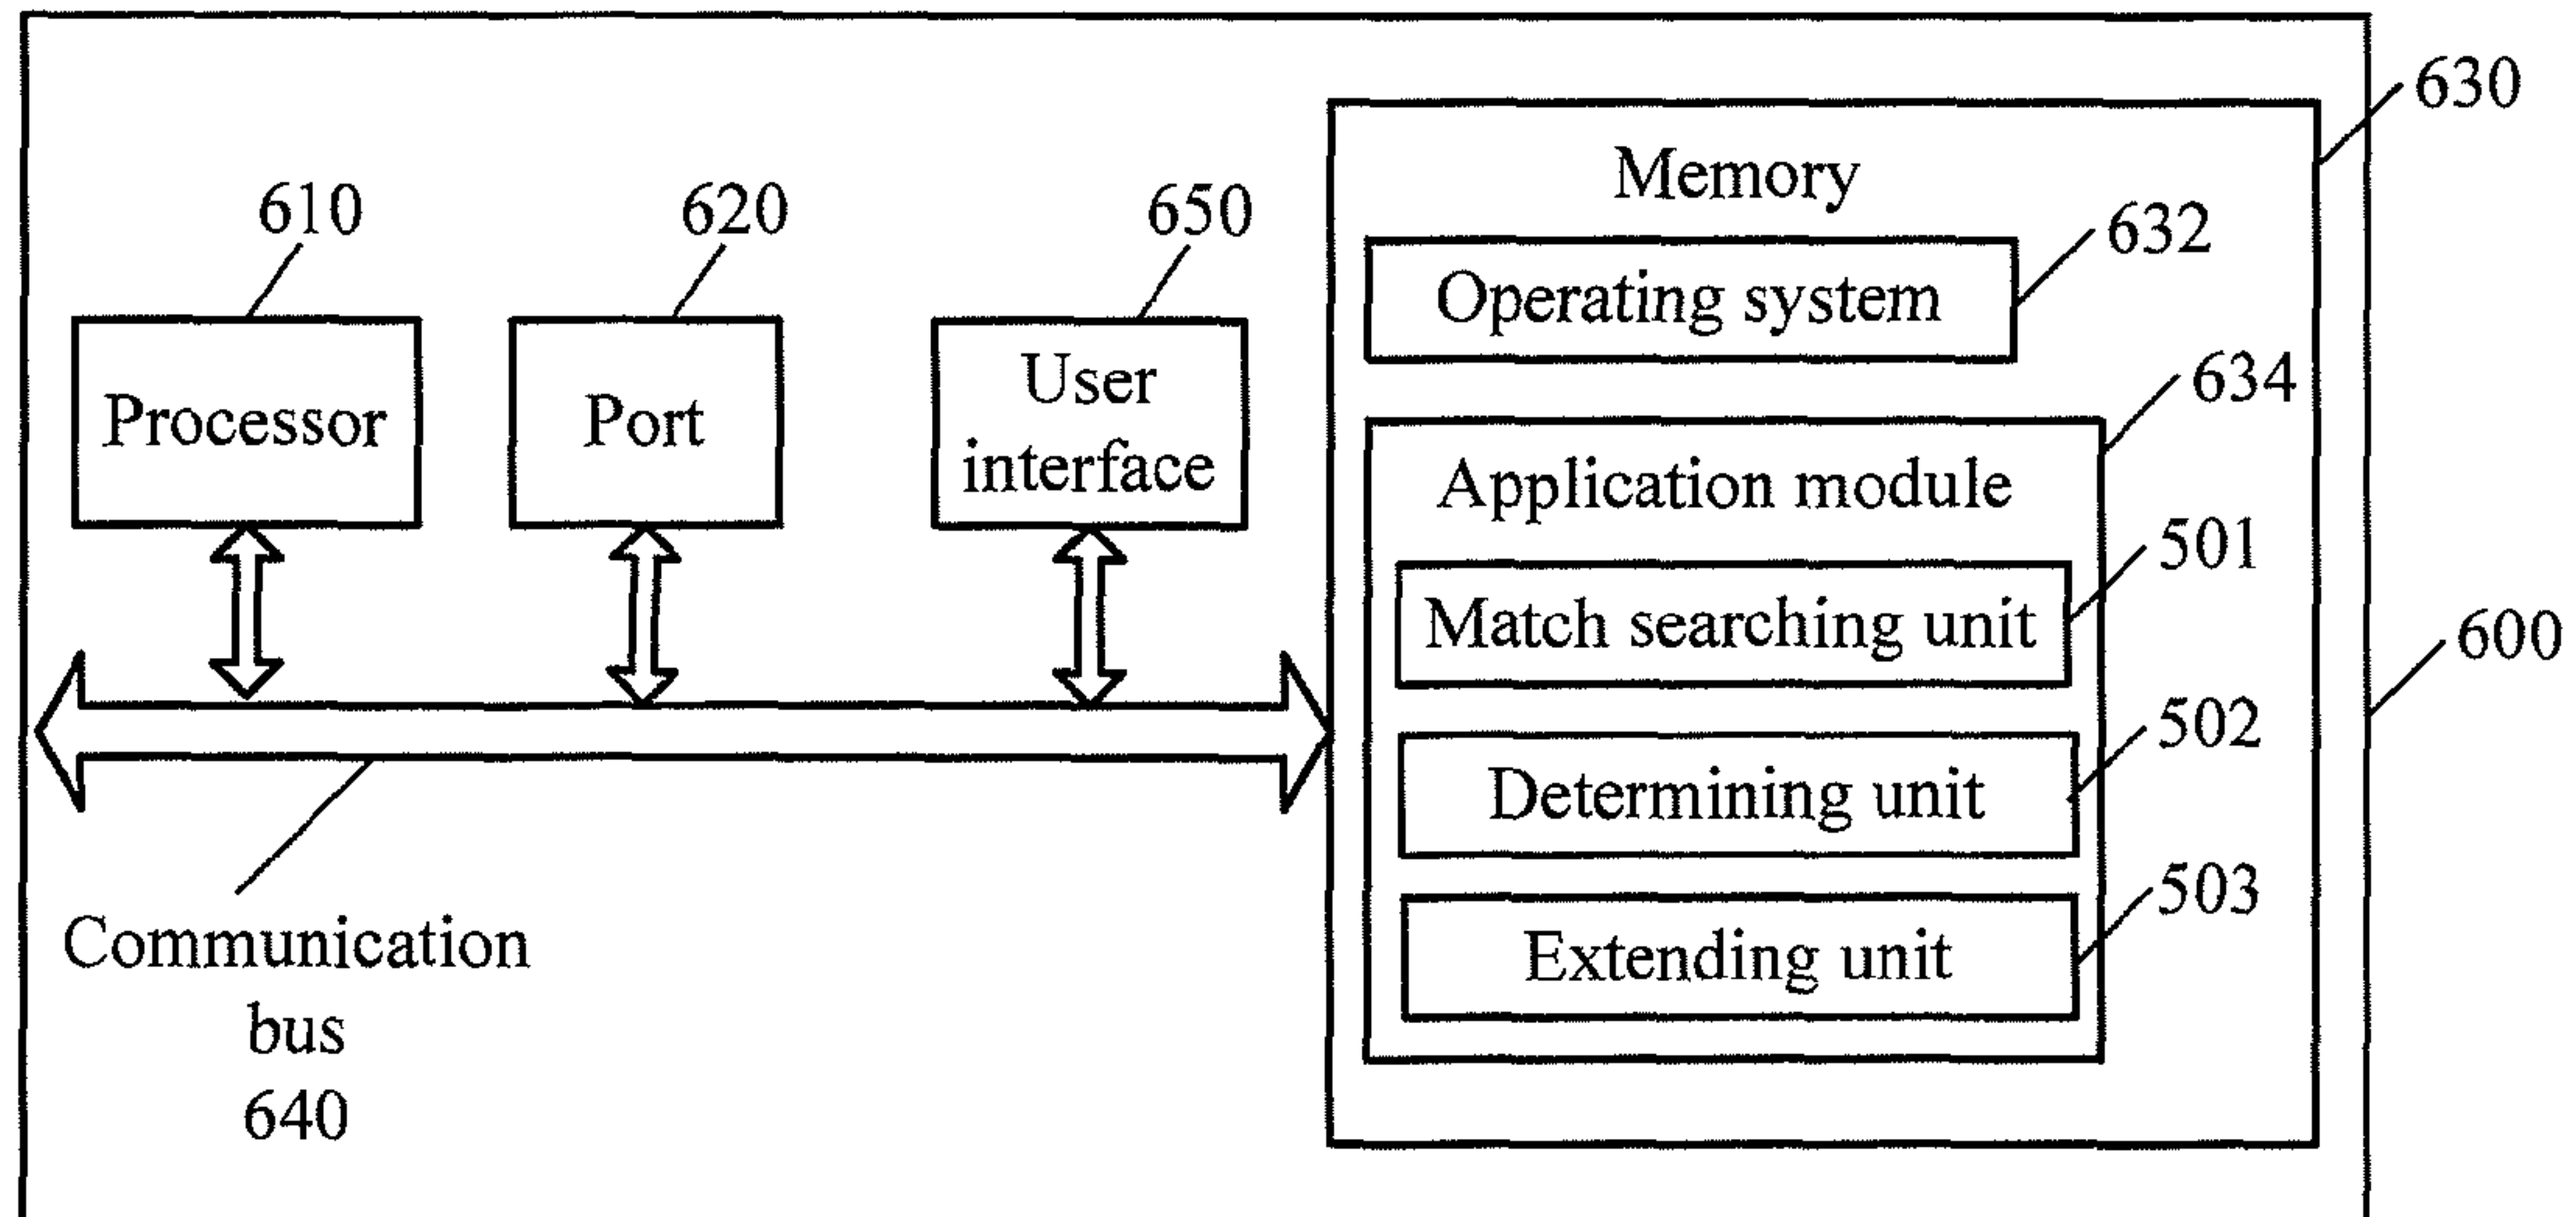 630
Memory
610
620
650
632
Operating system
634
Processor
Port
User
interface
Application module
501
Match searching unit
600
502
Determining unit
503
Extending unit
Communication
bus
640